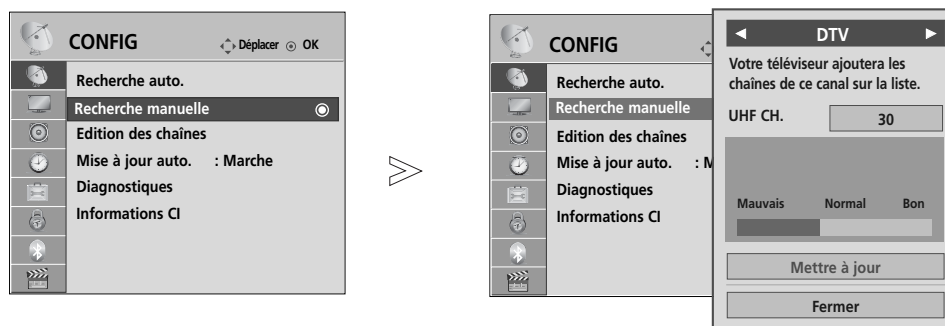 CONFIG
Déplacer OK
Recherche auto.
Recherche manuelle
Edition des chaînes
Mise à jour auto. : Marche
Diagnostiques
Informations CI
CONFIG
Recherche auto.
Recherche manuelle
Edition des chaînes
Mise à jour auto. : M
Diagnostiques
Informations CI
DTV
Votre téléviseur ajoutera les
chaînes de ce canal sur la liste.
UHF CH. 30
Mauvais Normal Bon
Mettre à jour
Fermer